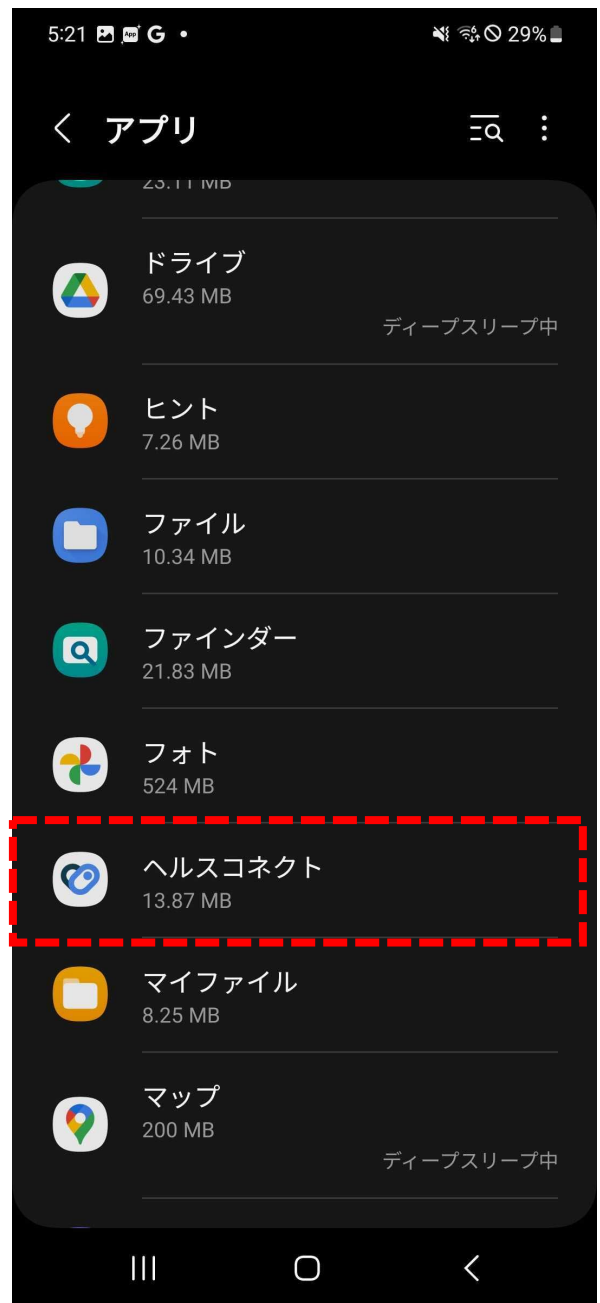 5:21 App G 29%
アプリ
23.11 MB
ドライブ
69.43 MB
ディープスリープ中
ヒント
7.26 MB
ファイル
10.34 MB
ファインダー
21.83 MB
フォト
524 MB
ヘルスコネクト
13.87 MB
マイファイル
8.25 MB
マップ
200 MB
ディープスリープ中